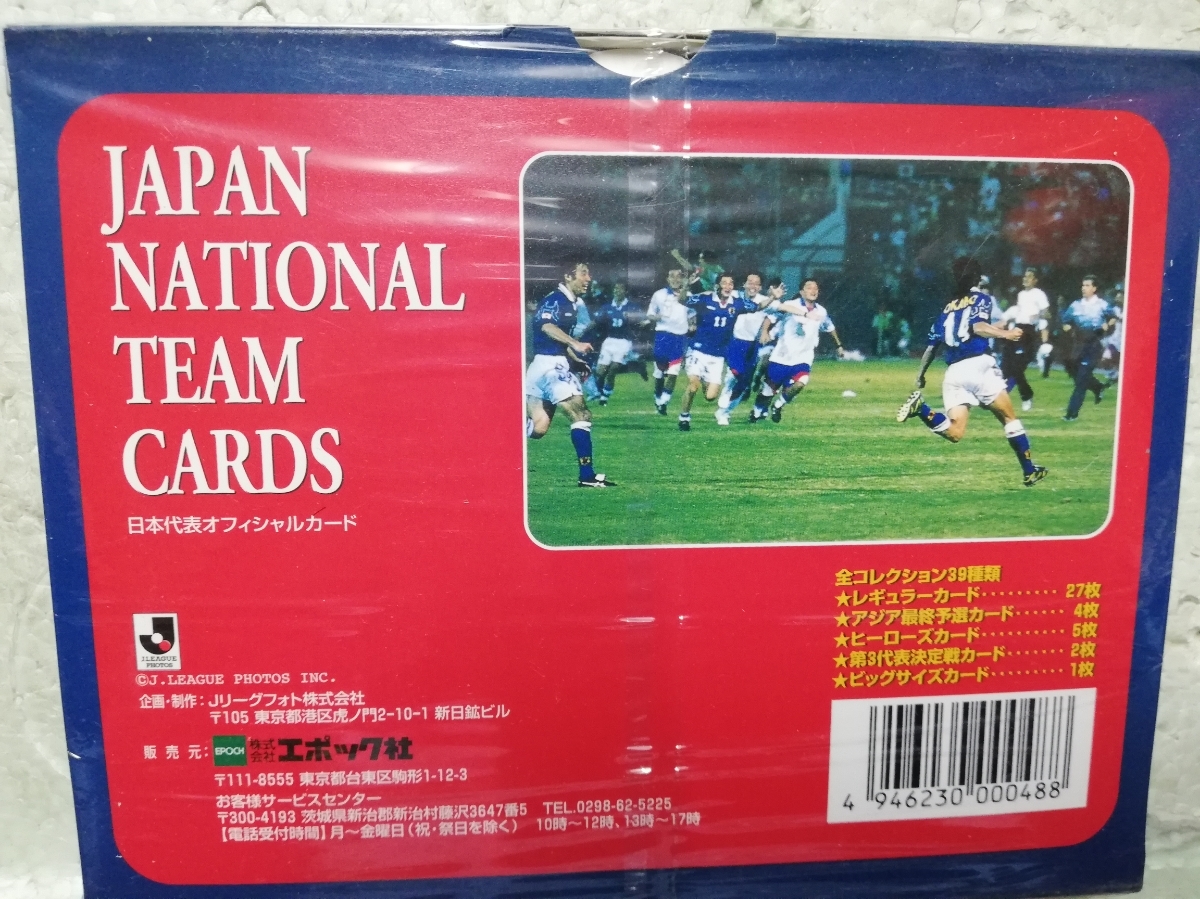 JAPAN
NATIONAL
TEAM
CARDS
日本代表オフィシャルカード
11
OKANO
14
全コレクション39種類
★レギュラーカード・・・・・・・・・ 27枚
★アジア最終予選カード・・・・・・ 4枚
★ヒーローズカード・・・・・・・・・ 5枚
★第3代表決定戦カード・・・・・・ 2枚
★ビッグサイズカード・・・・・・・・ 1枚
J.LEAGUE
PHOTOS
©J.LEAGUE PHOTOS INC.
企画・制作：Jリーグフォト株式会社
〒105 東京都港区虎ノ門2-10-1 新日鉱ビル
販売元：EPOCH 株式会社エポック社
〒111-8555 東京都台東区駒形1-12-3
お客様サービスセンター
〒300-4193 茨城県新治郡新治村藤沢3647番5 TEL.0298-62-5225
【電話受付時間】月〜金曜日（祝・祭日を除く） 10時〜12時、13時〜17時
4 946230 000488